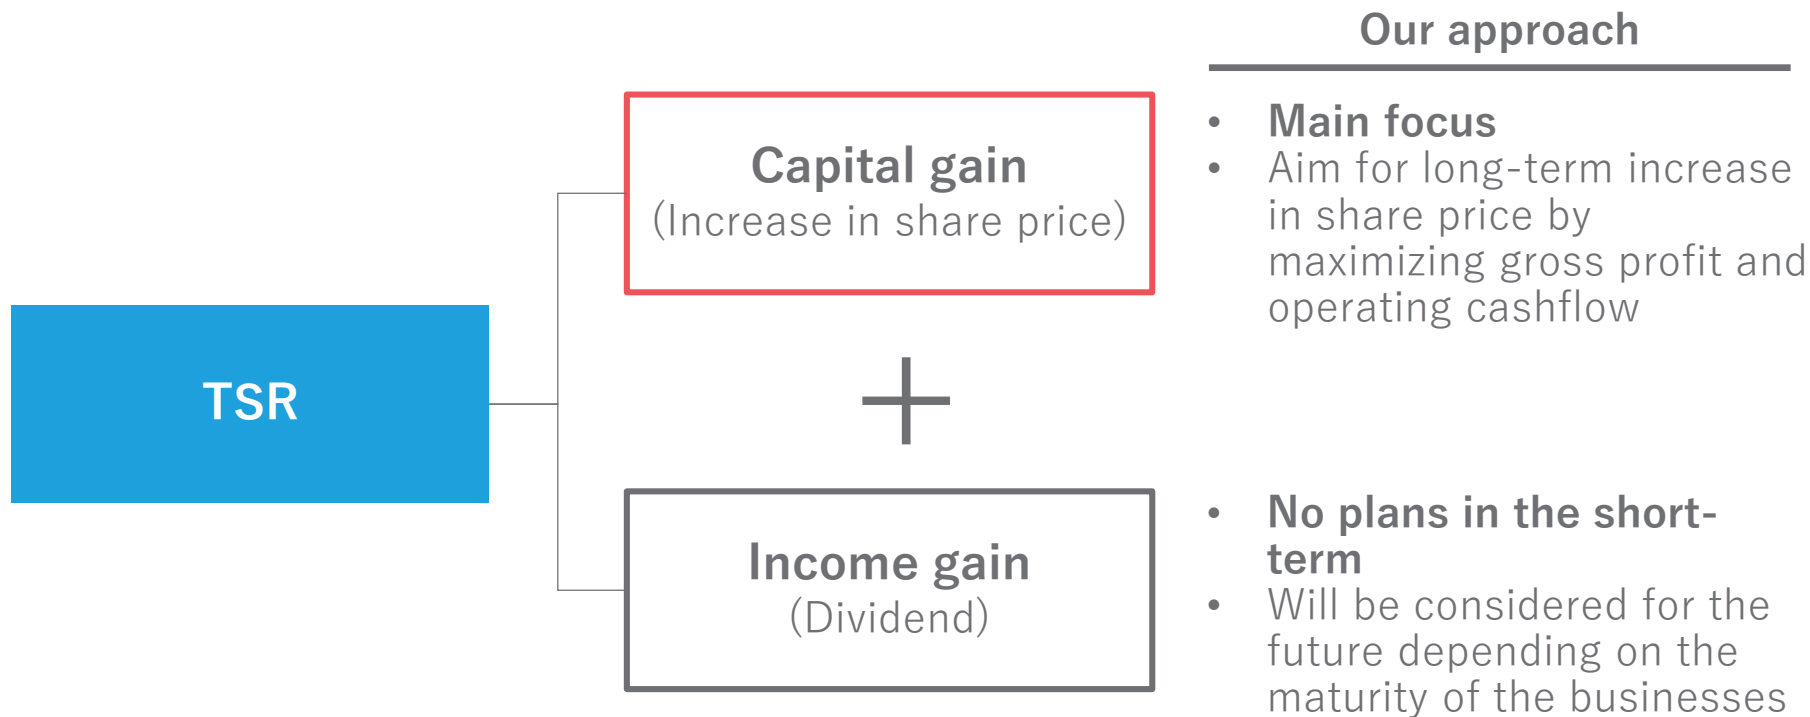 Our approach
TSR
Capital gain
(Increase in share price)
• Main focus
• Aim for long-term increase
in share price by
maximizing gross profit and
operating cashflow
+
Income gain
(Dividend)
• No plans in the short-
term
• Will be considered for the
future depending on the
maturity of the businesses